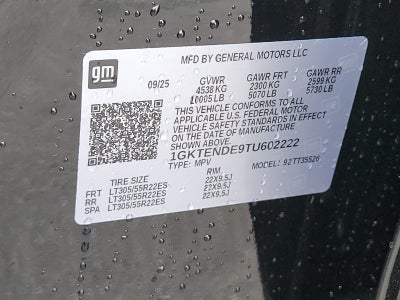 gm
MFD BY GENERAL MOTORS LLC
09/25 GVWR GAWR FRT GAWR RR
4538 KG 2300 KG 2599 KG
10005 LB 5070 LB 5730 LB
THIS VEHICLE CONFORMS TO ALL
APPLICABLE U.S. FEDERAL MOTOR
VEHICLE SAFETY STANDARDS IN EFFECT
ON THE DATE OF MANUFACTURE
SHOWN ABOVE.
1GKTENDE9TU602222
TYPE: MPV MODEL: 92TT35526
TIRE SIZE RIM
FRT LT305/55R22ES 22X9.5J
RR LT305/55R22ES 22X9.5J
SPA LT305/55R22ES 22X9.5J